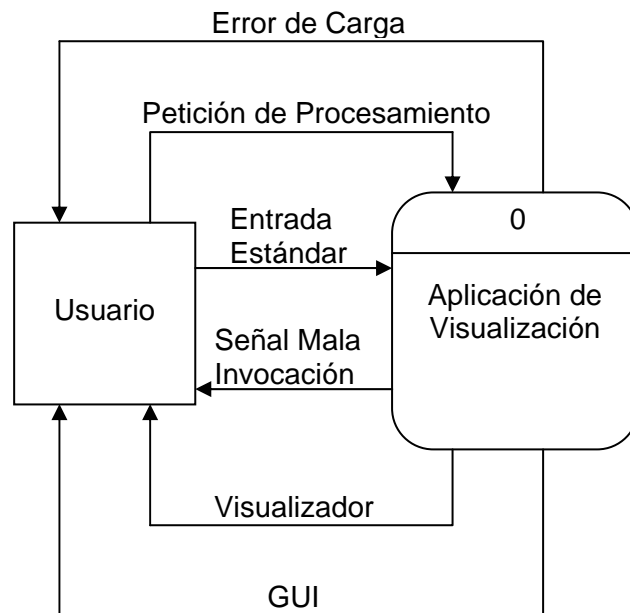 Error de Carga
Petición de Procesamiento
Entrada
Estándar
0
Usuario
Aplicación de
Visualización
Señal Mala
Invocación
Visualizador
GUI